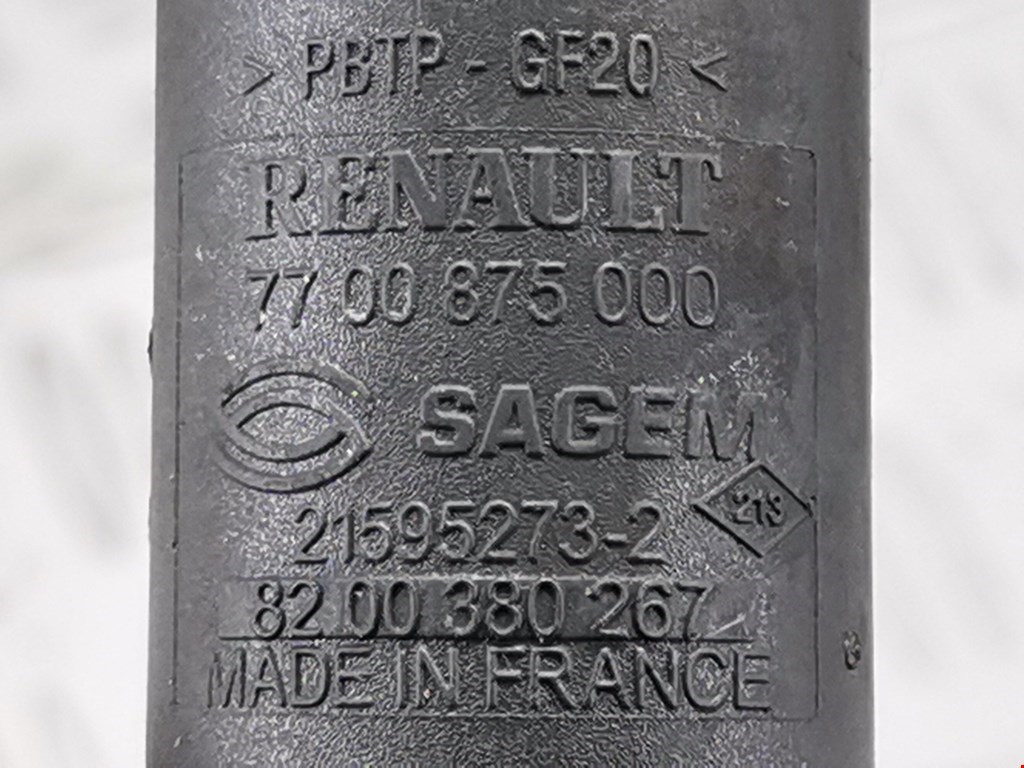 > PBTP - GF20 <
RENAULT
77 00 875 000
SAGEM
21595273-2
213
82 00 380 267
MADE IN FRANCE